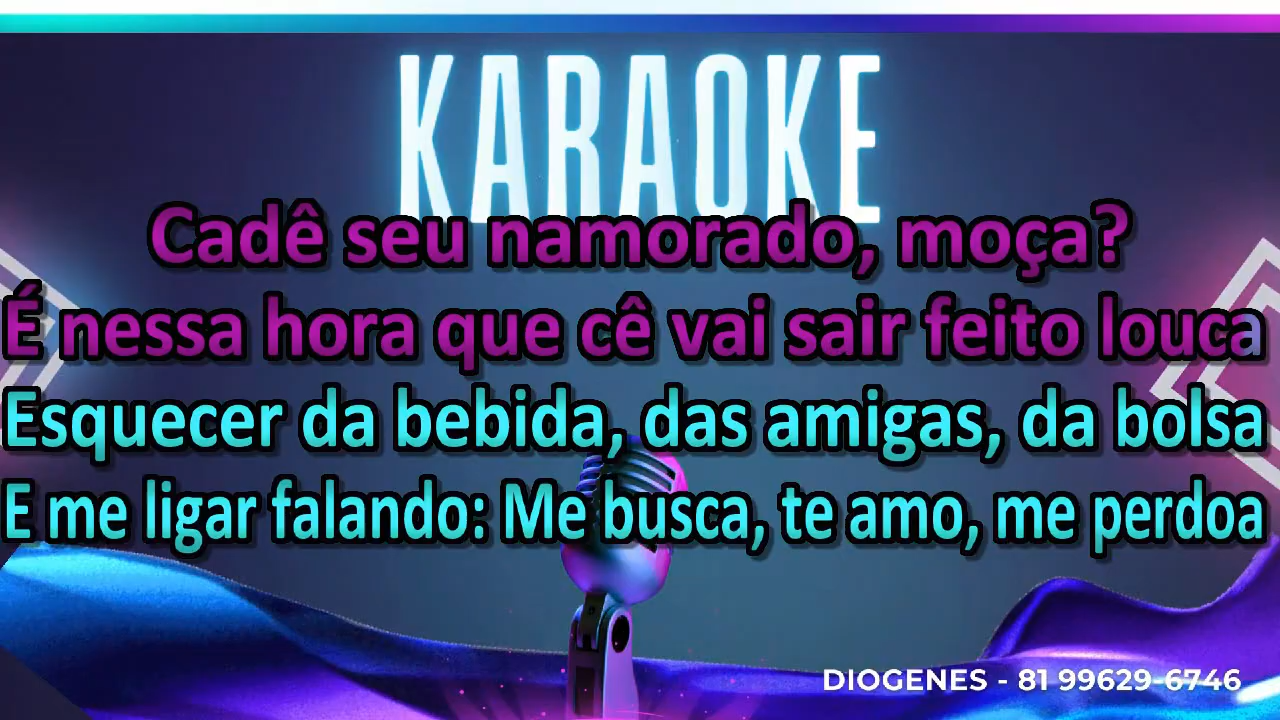 KARAOKE
Cadê seu namorado, moça?
É nessa hora que cê vai sair feito louca
Esquecer da bebida, das amigas, da bolsa
E me ligar falando: Me busca, te amo, me perdoa
DIOGENES - 81 99629-6746